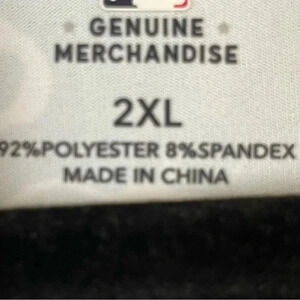 GENUINE
MERCHANDISE
2XL
92%POLYESTER 8%SPANDEX
MADE IN CHINA